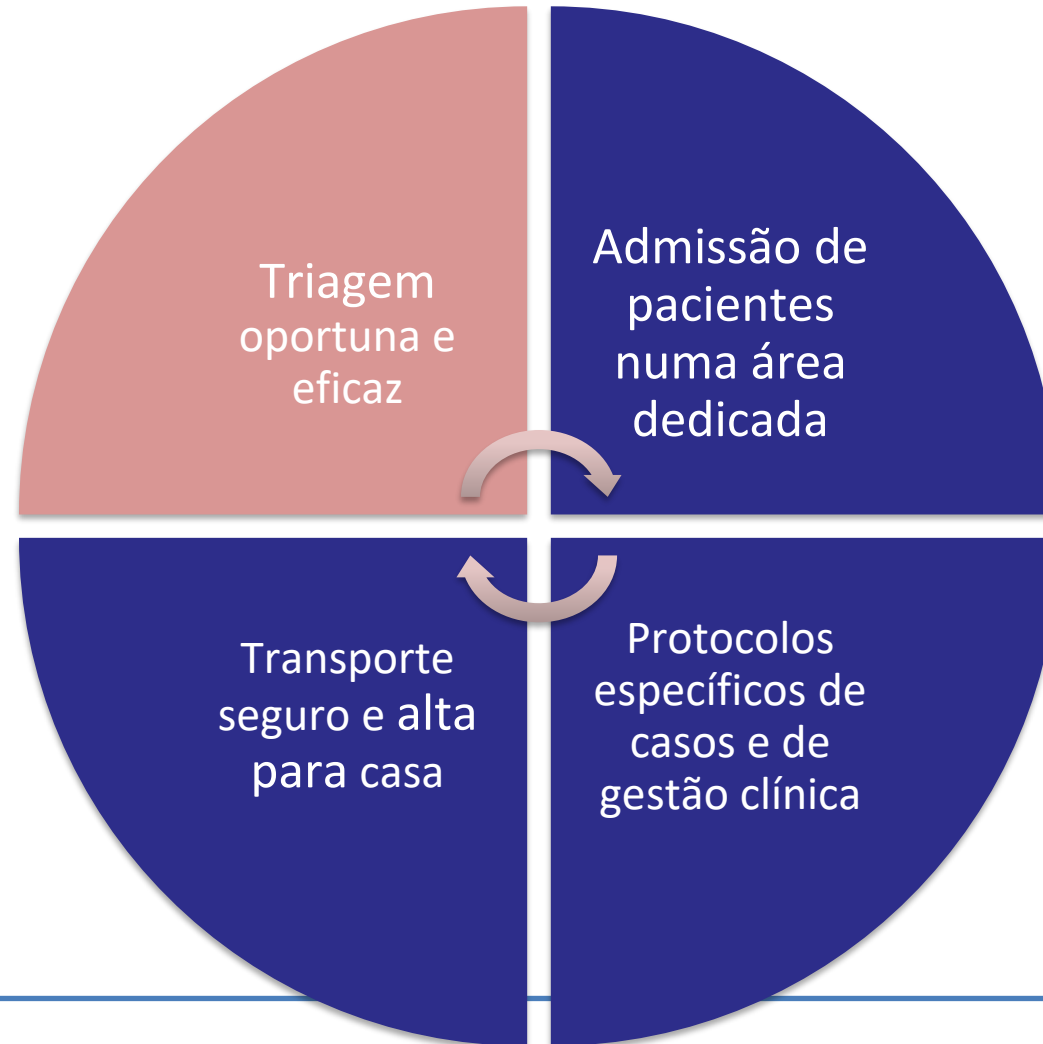 Triagem
oportuna e
eficaz
Admissão de
pacientes
numa área
dedicada
Transporte
seguro e alta
para casa
Protocolos
específicos de
casos e de
gestão clínica